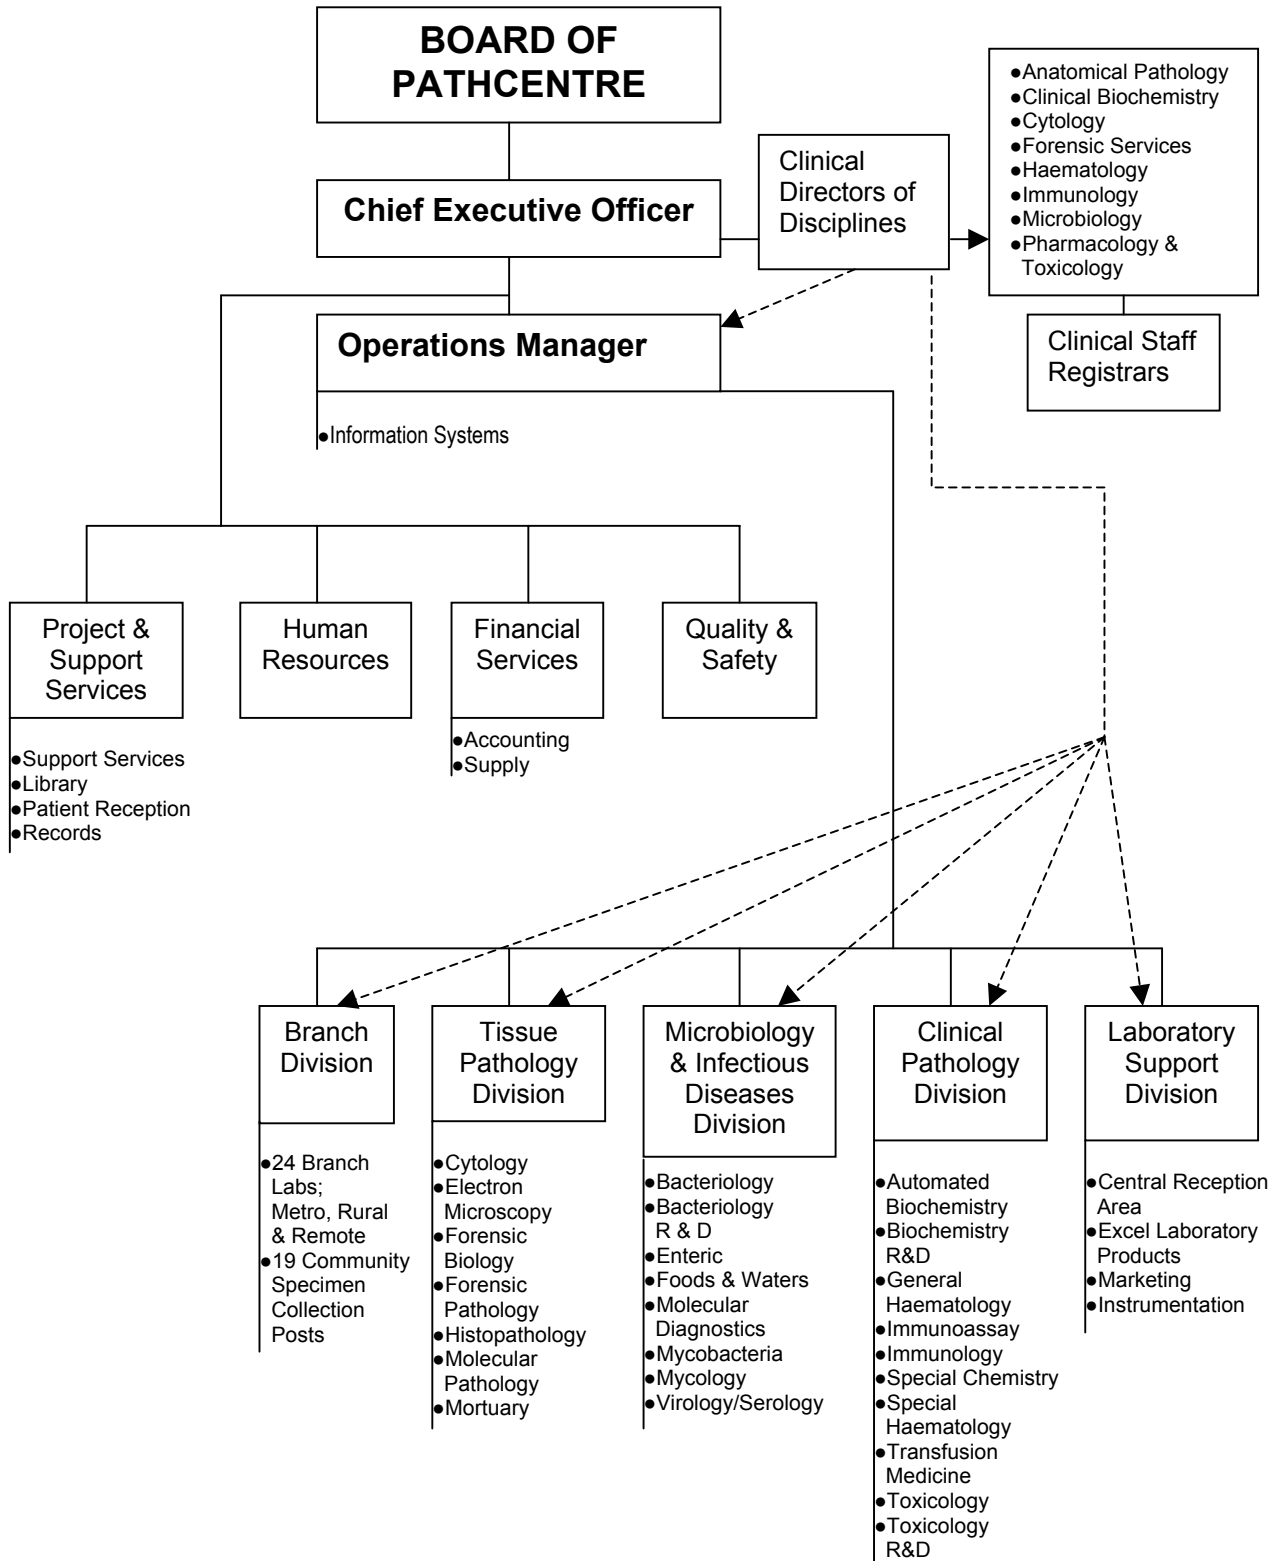 BOARD OF
PATHCENTRE
●Anatomical Pathology
●Clinical Biochemistry
●Cytology
●Forensic Services
●Haematology
●Immunology
●Microbiology
●Pharmacology &
Toxicology
Clinical
Directors of
Disciplines
Chief Executive Officer
Operations Manager
Clinical Staff
Registrars
●Information Systems
Project &
Support
Services
Human
Resources
Financial
Services
Quality &
Safety
●Support Services
●Library
●Patient Reception
●Records
●Accounting
●Supply
Branch
Division
Tissue
Pathology
Division
Microbiology
& Infectious
Diseases
Division
Clinical
Pathology
Division
Laboratory
Support
Division
●24 Branch
Labs;
Metro, Rural
& Remote
●19 Community
Specimen
Collection
Posts
●Cytology
●Electron
Microscopy
●Forensic
Biology
●Forensic
Pathology
●Histopathology
●Molecular
Pathology
●Mortuary
●Bacteriology
●Bacteriology
R & D
●Enteric
●Foods & Waters
●Molecular
Diagnostics
●Mycobacteria
●Mycology
●Virology/Serology
●Automated
Biochemistry
●Biochemistry
R&D
●General
Haematology
●Immunoassay
●Immunology
●Special Chemistry
●Special
Haematology
●Transfusion
Medicine
●Toxicology
●Toxicology
R&D
●Central Reception
Area
●Excel Laboratory
Products
●Marketing
●Instrumentation